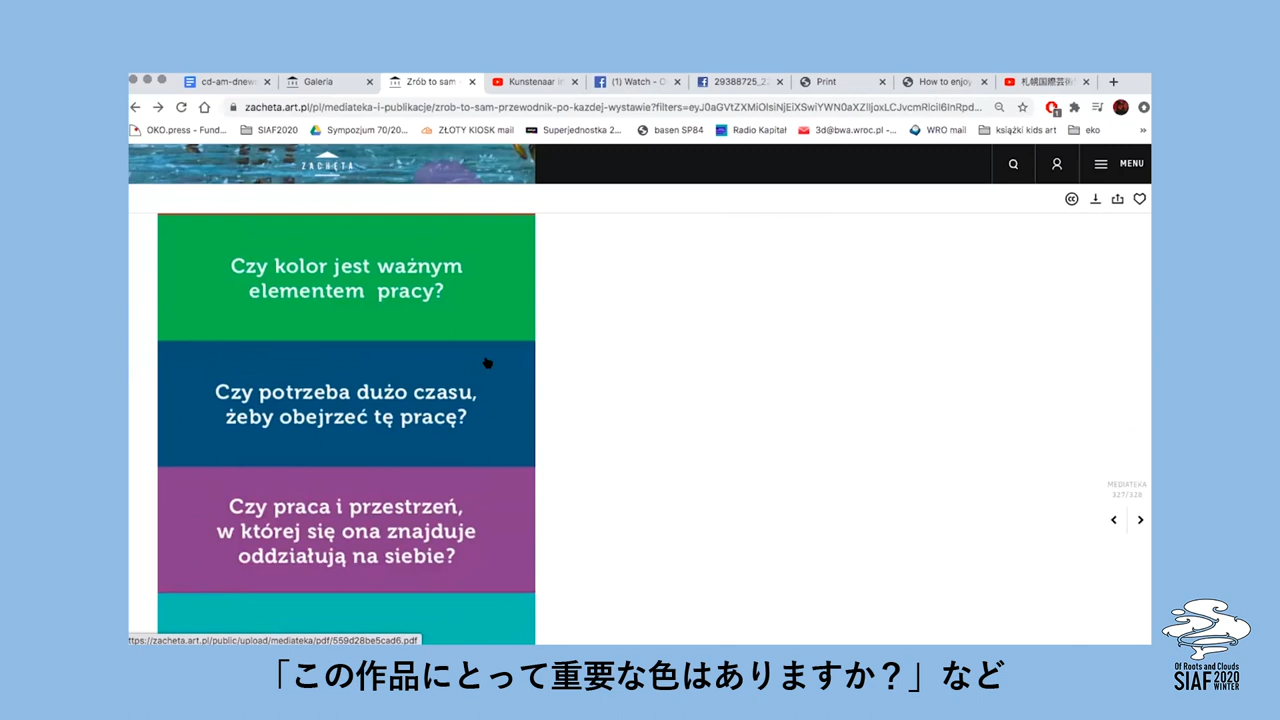 cd-am-dnew
Galeria
Zrób to sam -
Kunstenaar in
(1) Watch - O
29388725_2
Print
How to enjoy
札幌国際芸術
zacheta.art.pl/pl/mediateka-i-publikacje/zrob-to-sam-przewodnik-po-kazdej-wystawie?filters=
OKO.press - Fund...
SIAF2020
Sympozjum 70/20...
ZŁOTY KIOSK mail
Superjednostka 2...
basen SP84
Radio Kapitał
3d@bwa.wroc.pl -...
WRO mail
książki kids art
eko
»
ZACHĘTA
MENU
Czy kolor jest ważnym
elementem pracy?
Czy potrzeba dużo czasu,
żeby obejrzeć tę pracę?
Czy praca i przestrzeń,
w której się ona znajduje
oddziałują na siebie?
MEDIATEKA
327/328
ttps://zacheta.art.pl/public/upload/mediateka/pdf/559d28be5cad6.pdf
「この作品にとって重要な色はありますか？」など
Of Roots and Clouds
SIAF 2020 WINTER